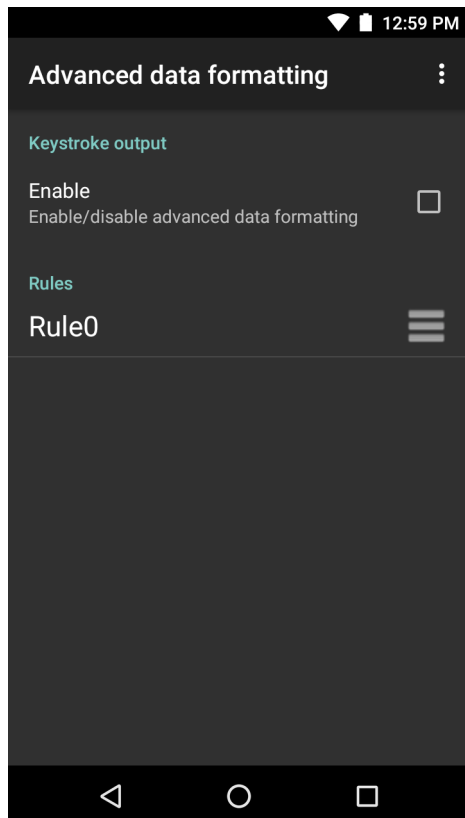 12:59 PM
Advanced data formatting
Keystroke output
Enable
Enable/disable advanced data formatting
Rules
Rule0